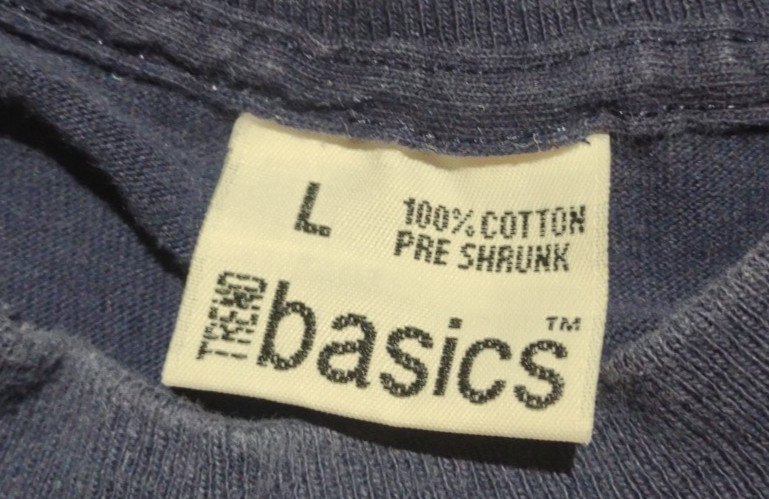 L
100% COTTON
PRE SHRUNK
TREND
basics™